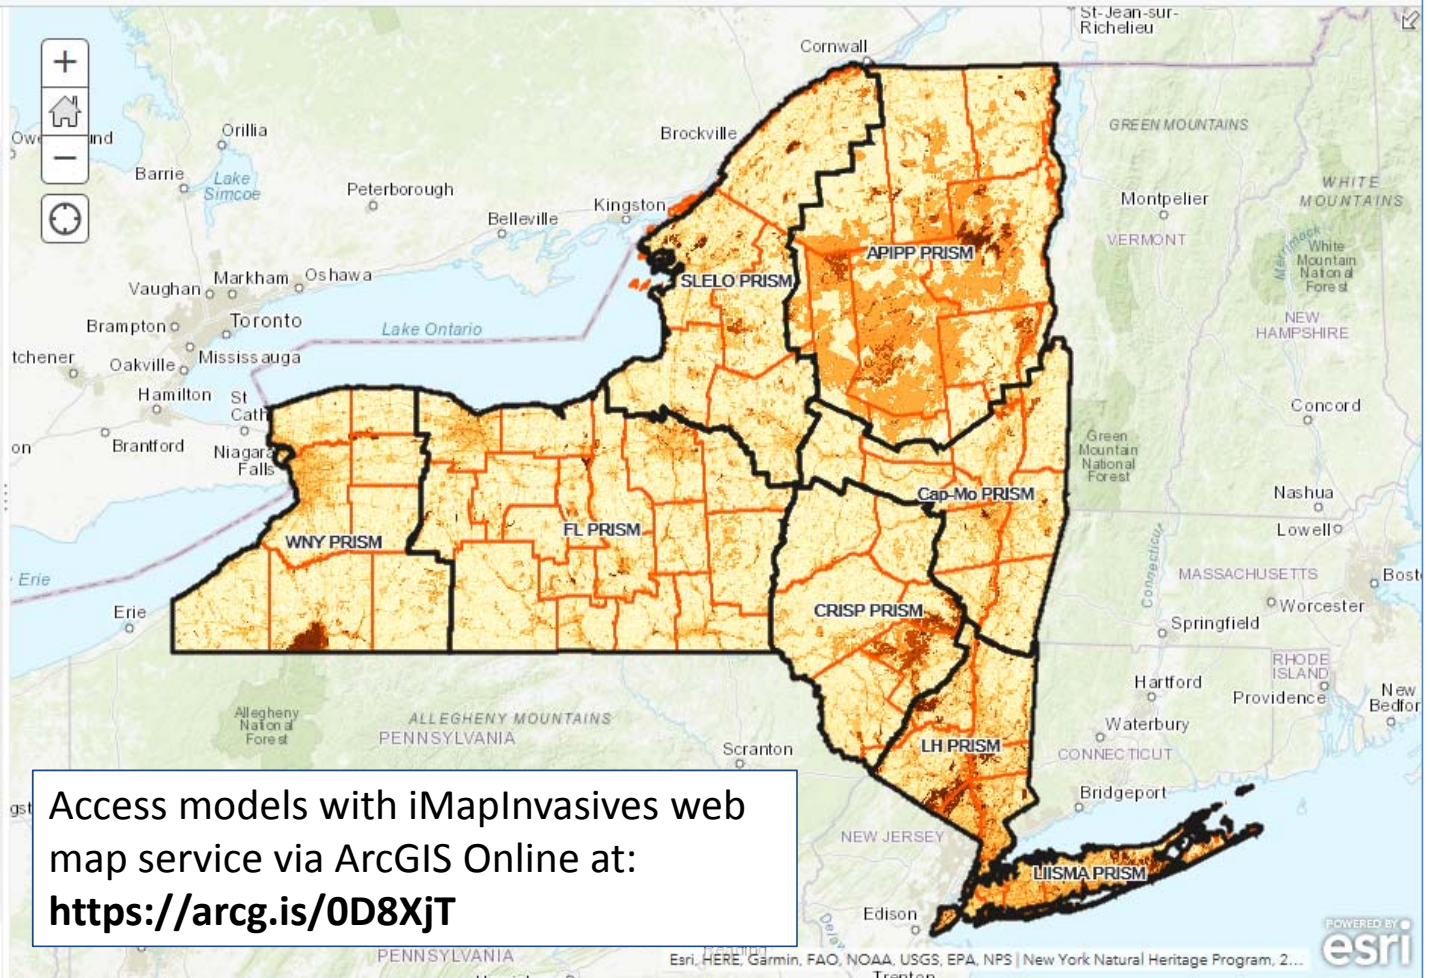 St-Jean-sur-
Richelieu
Cornwall
Orillia
Brockville
GREEN MOUNTAINS
Barrie
Lake
Simcoe
Peterborough
Kingston
Belleville
Montpelier
WHITE
MOUNTAINS
VERMONT
Merrimack
White
Mountain
National
Forest
APIPP PRISM
SLELO PRISM
Markham
Oshawa
Vaughan
Brampton
Toronto
Lake Ontario
NEW
HAMPSHIRE
tchener
Oakville
Mississauga
Hamilton
St
Cath
Concord
on
Brantford
Niagara
Falls
Green
Mountain
National
Forest
Cap-Mo PRISM
Nashua
Lowell
WNY PRISM
FL PRISM
Erie
MASSACHUSETTS
Bost
Connecticut
Worcester
Erie
CRISP PRISM
Springfield
RHODE
ISLAND
Hartford
Providence
New
Bedfor
Allegheny
National
Forest
ALLEGHENY MOUNTAINS
PENNSYLVANIA
Waterbury
Scranton
LH PRISM
CONNECTICUT
Bridgeport
gst
Access models with iMapInvasives web
map service via ArcGIS Online at:
https://arcg.is/0D8XjT
NEW JERSEY
LIISMA PRISM
Edison
POWERED BY
esri
PENNSYLVANIA
Esri, HERE, Garmin, FAO, NOAA, USGS, EPA, NPS | New York Natural Heritage Program, 2...
Trenton